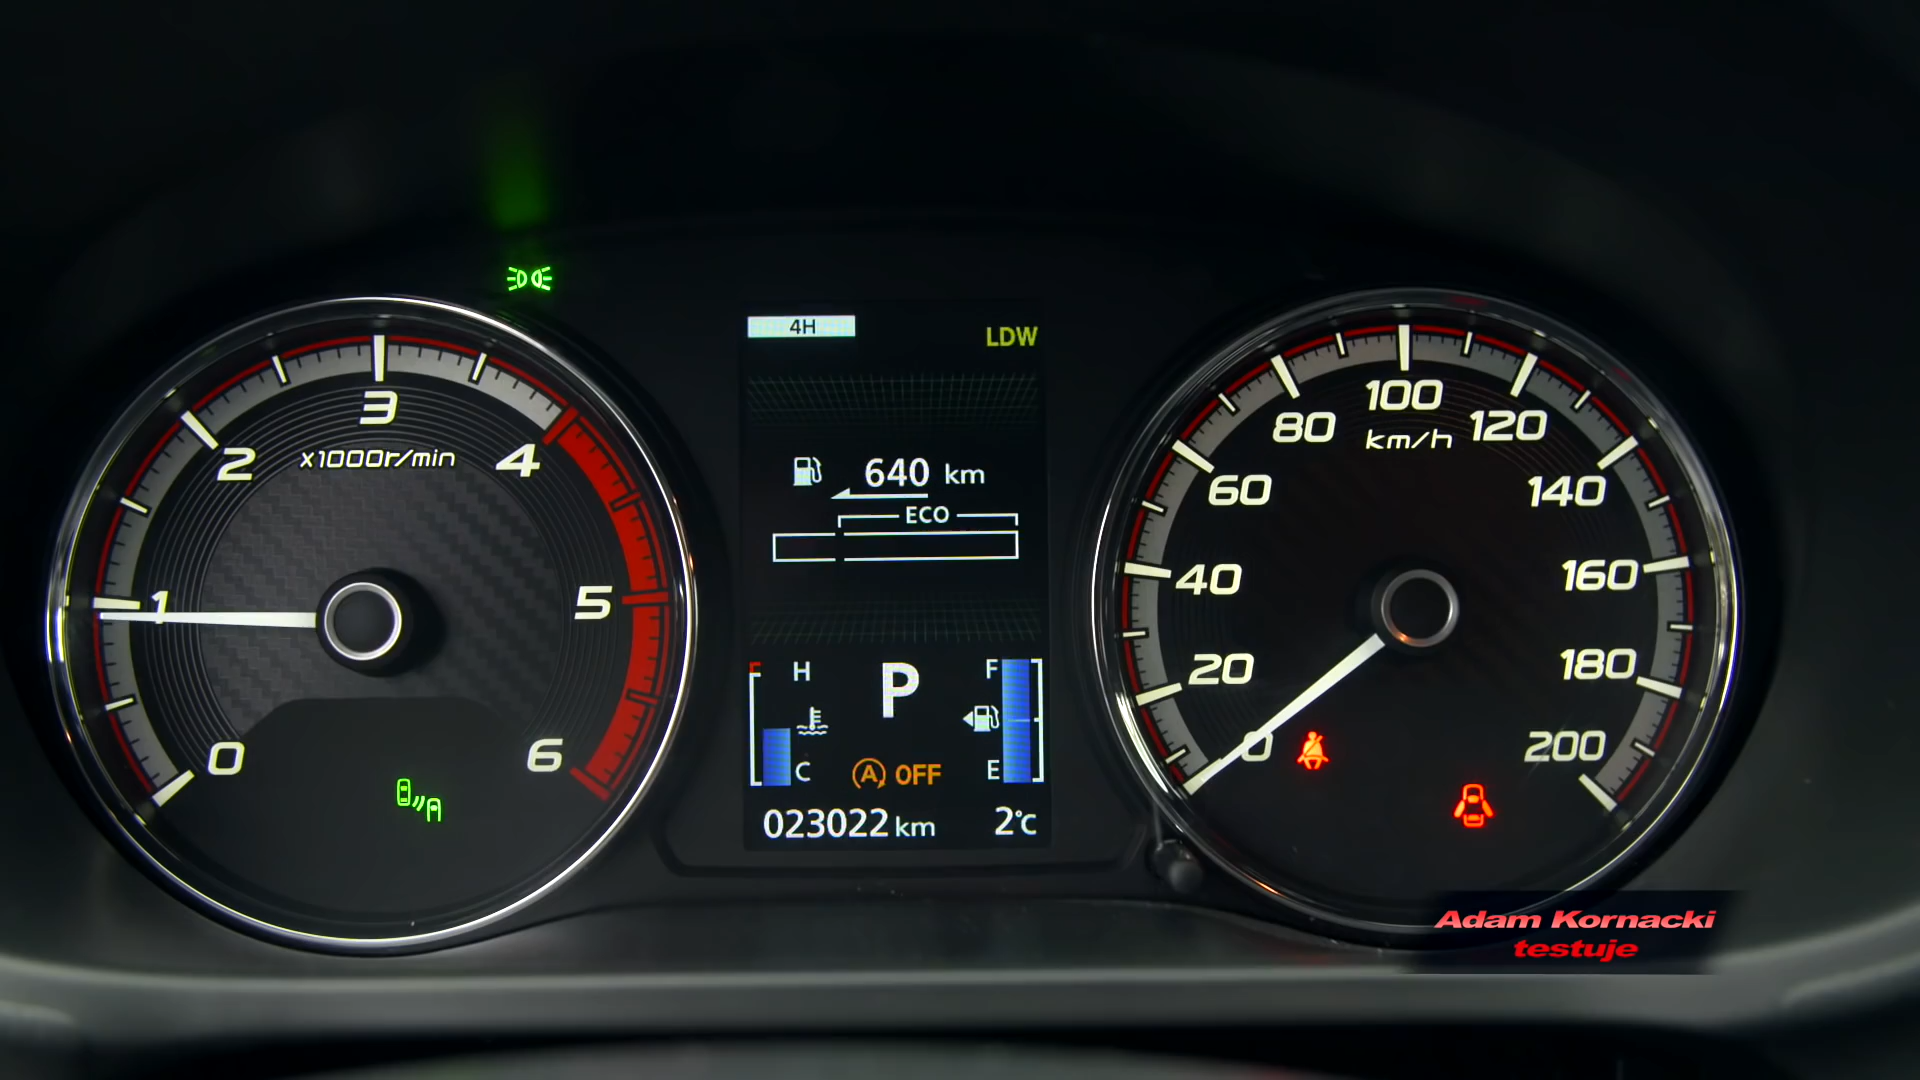 4H
LDW
0
1
2
3
4
5
6
x1000r/min
640 km
ECO
H
C
P
F
E
A OFF
023022 km
2°C
0
20
40
60
80
100
120
140
160
180
200
km/h
Adam Kornacki
testuje